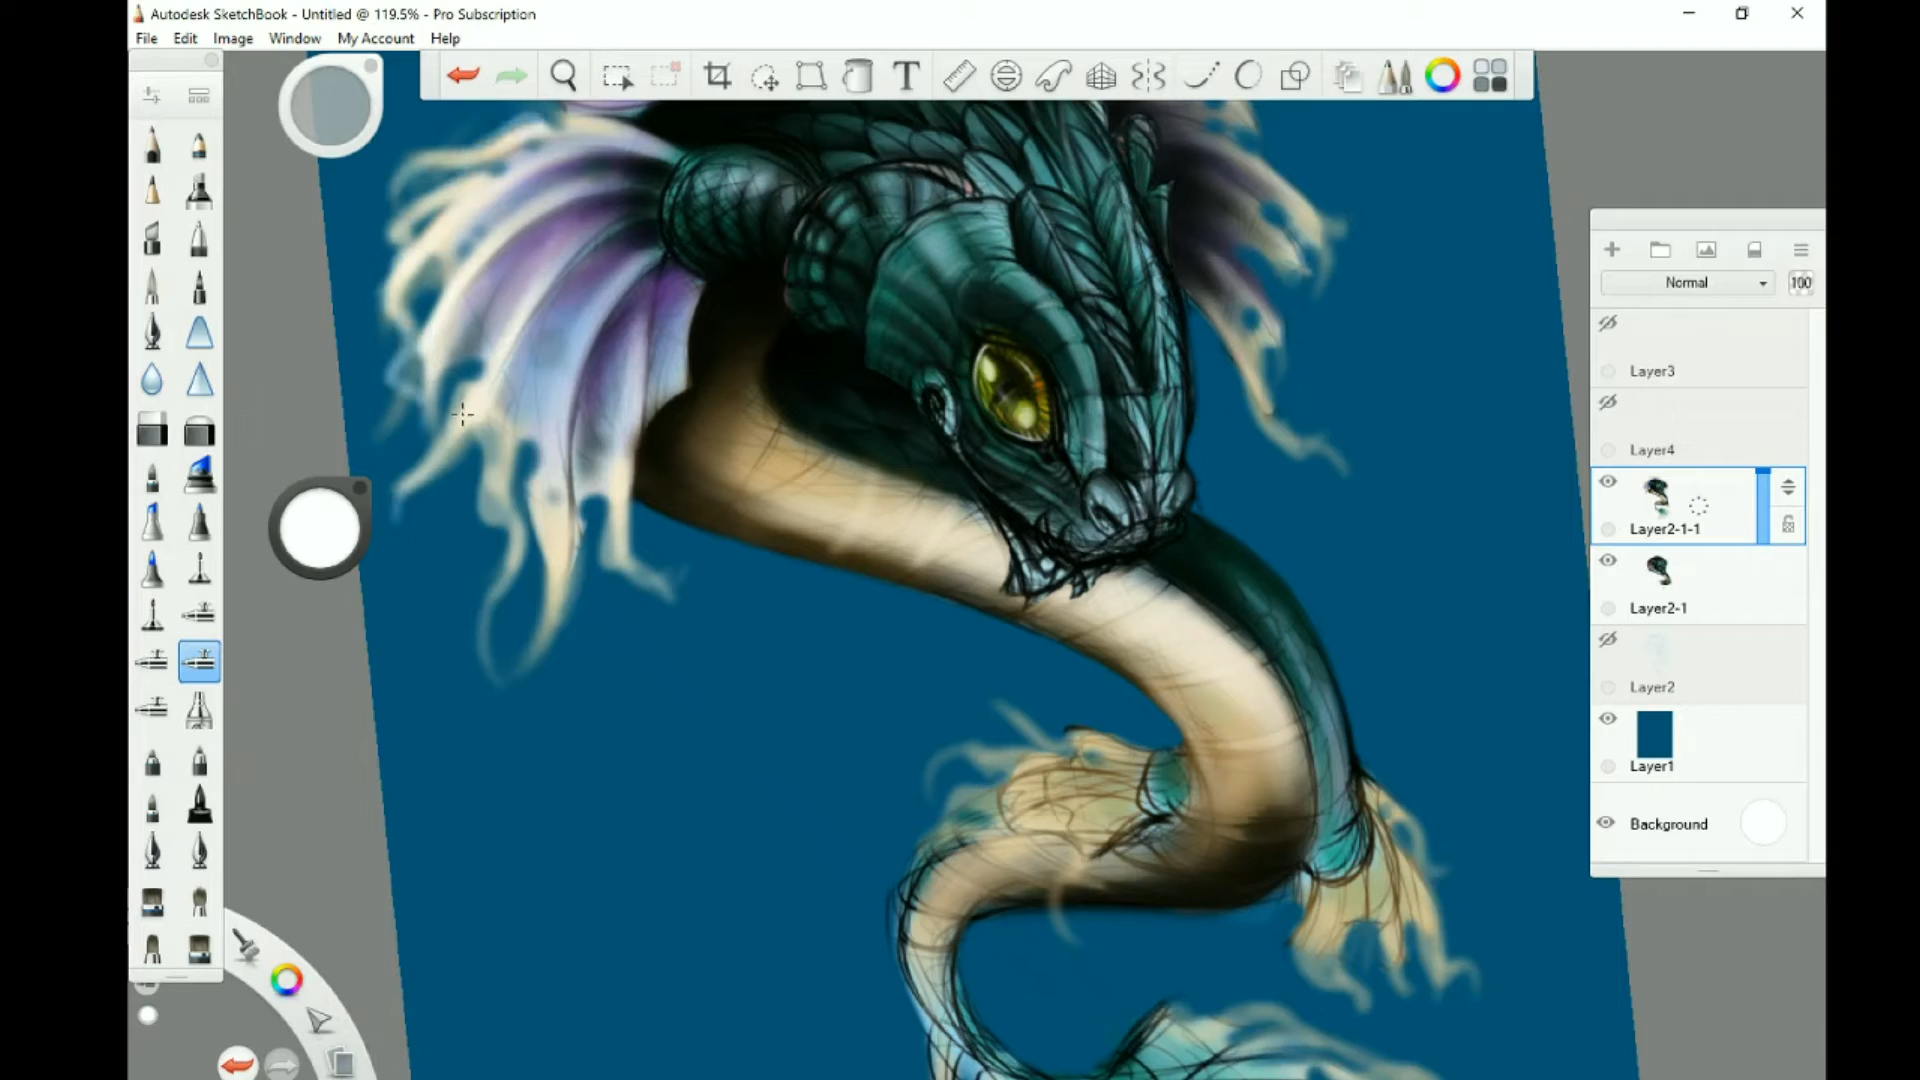 Autodesk SketchBook - Untitled @ 119.5% - Pro Subscription
File Edit Image Window My Account Help
T
Normal 100
Layer3
Layer4
Layer2-1-1
Layer2-1
Layer2
Layer1
Background